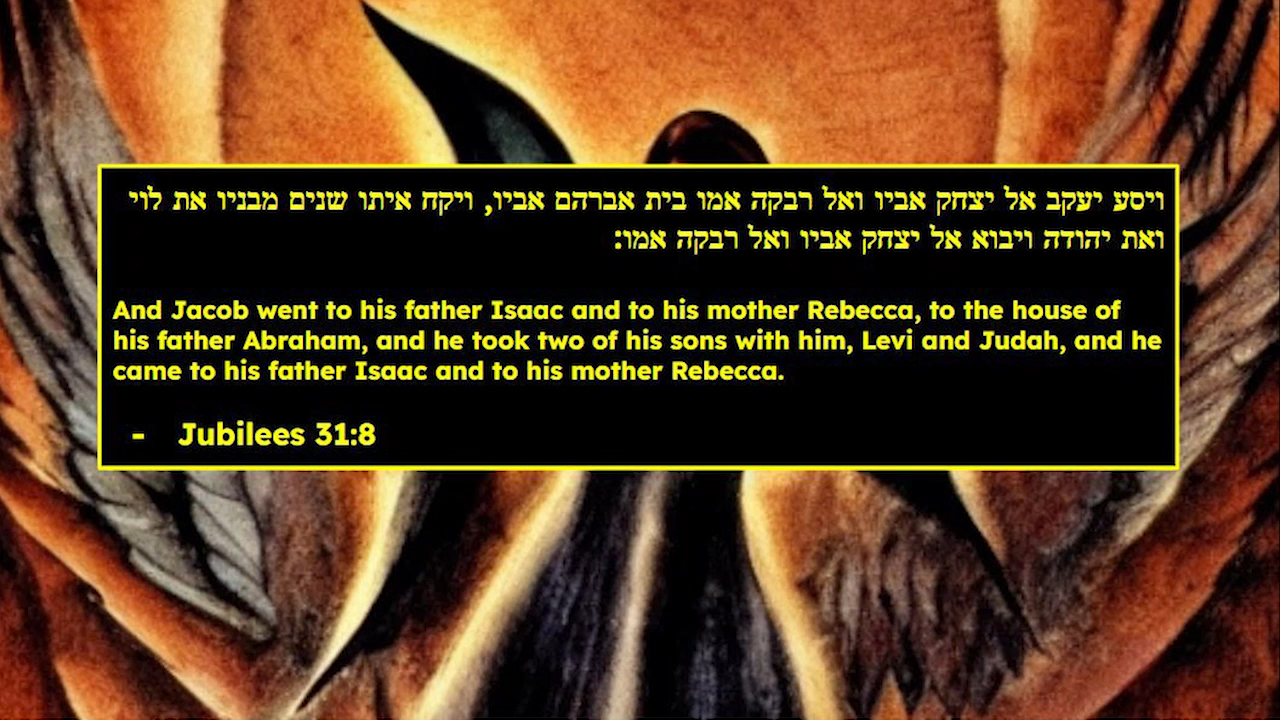 ויסע יעקב אל יצחק אביו ואל רבקה אמו בית אברהם אביו, ויקח איתו שנים מבניו את לוי
ואת יהודה ויבוא אל יצחק אביו ואל רבקה אמו:
And Jacob went to his father Isaac and to his mother Rebecca, to the house of
his father Abraham, and he took two of his sons with him, Levi and Judah, and he
came to his father Isaac and to his mother Rebecca.
- Jubilees 31:8